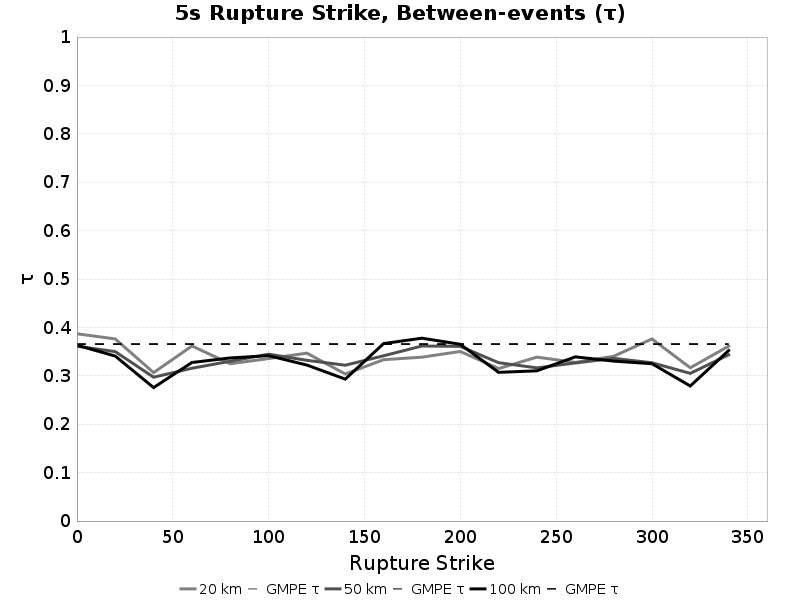 5s Rupture Strike, Between-events (τ)
1
0.9
0.8
0.7
0.6
τ
0.5
0.4
0.3
0.2
0.1
0
0 50 100 150 200 250 300 350
Rupture Strike
20 km GMPE τ 50 km GMPE τ 100 km GMPE τ